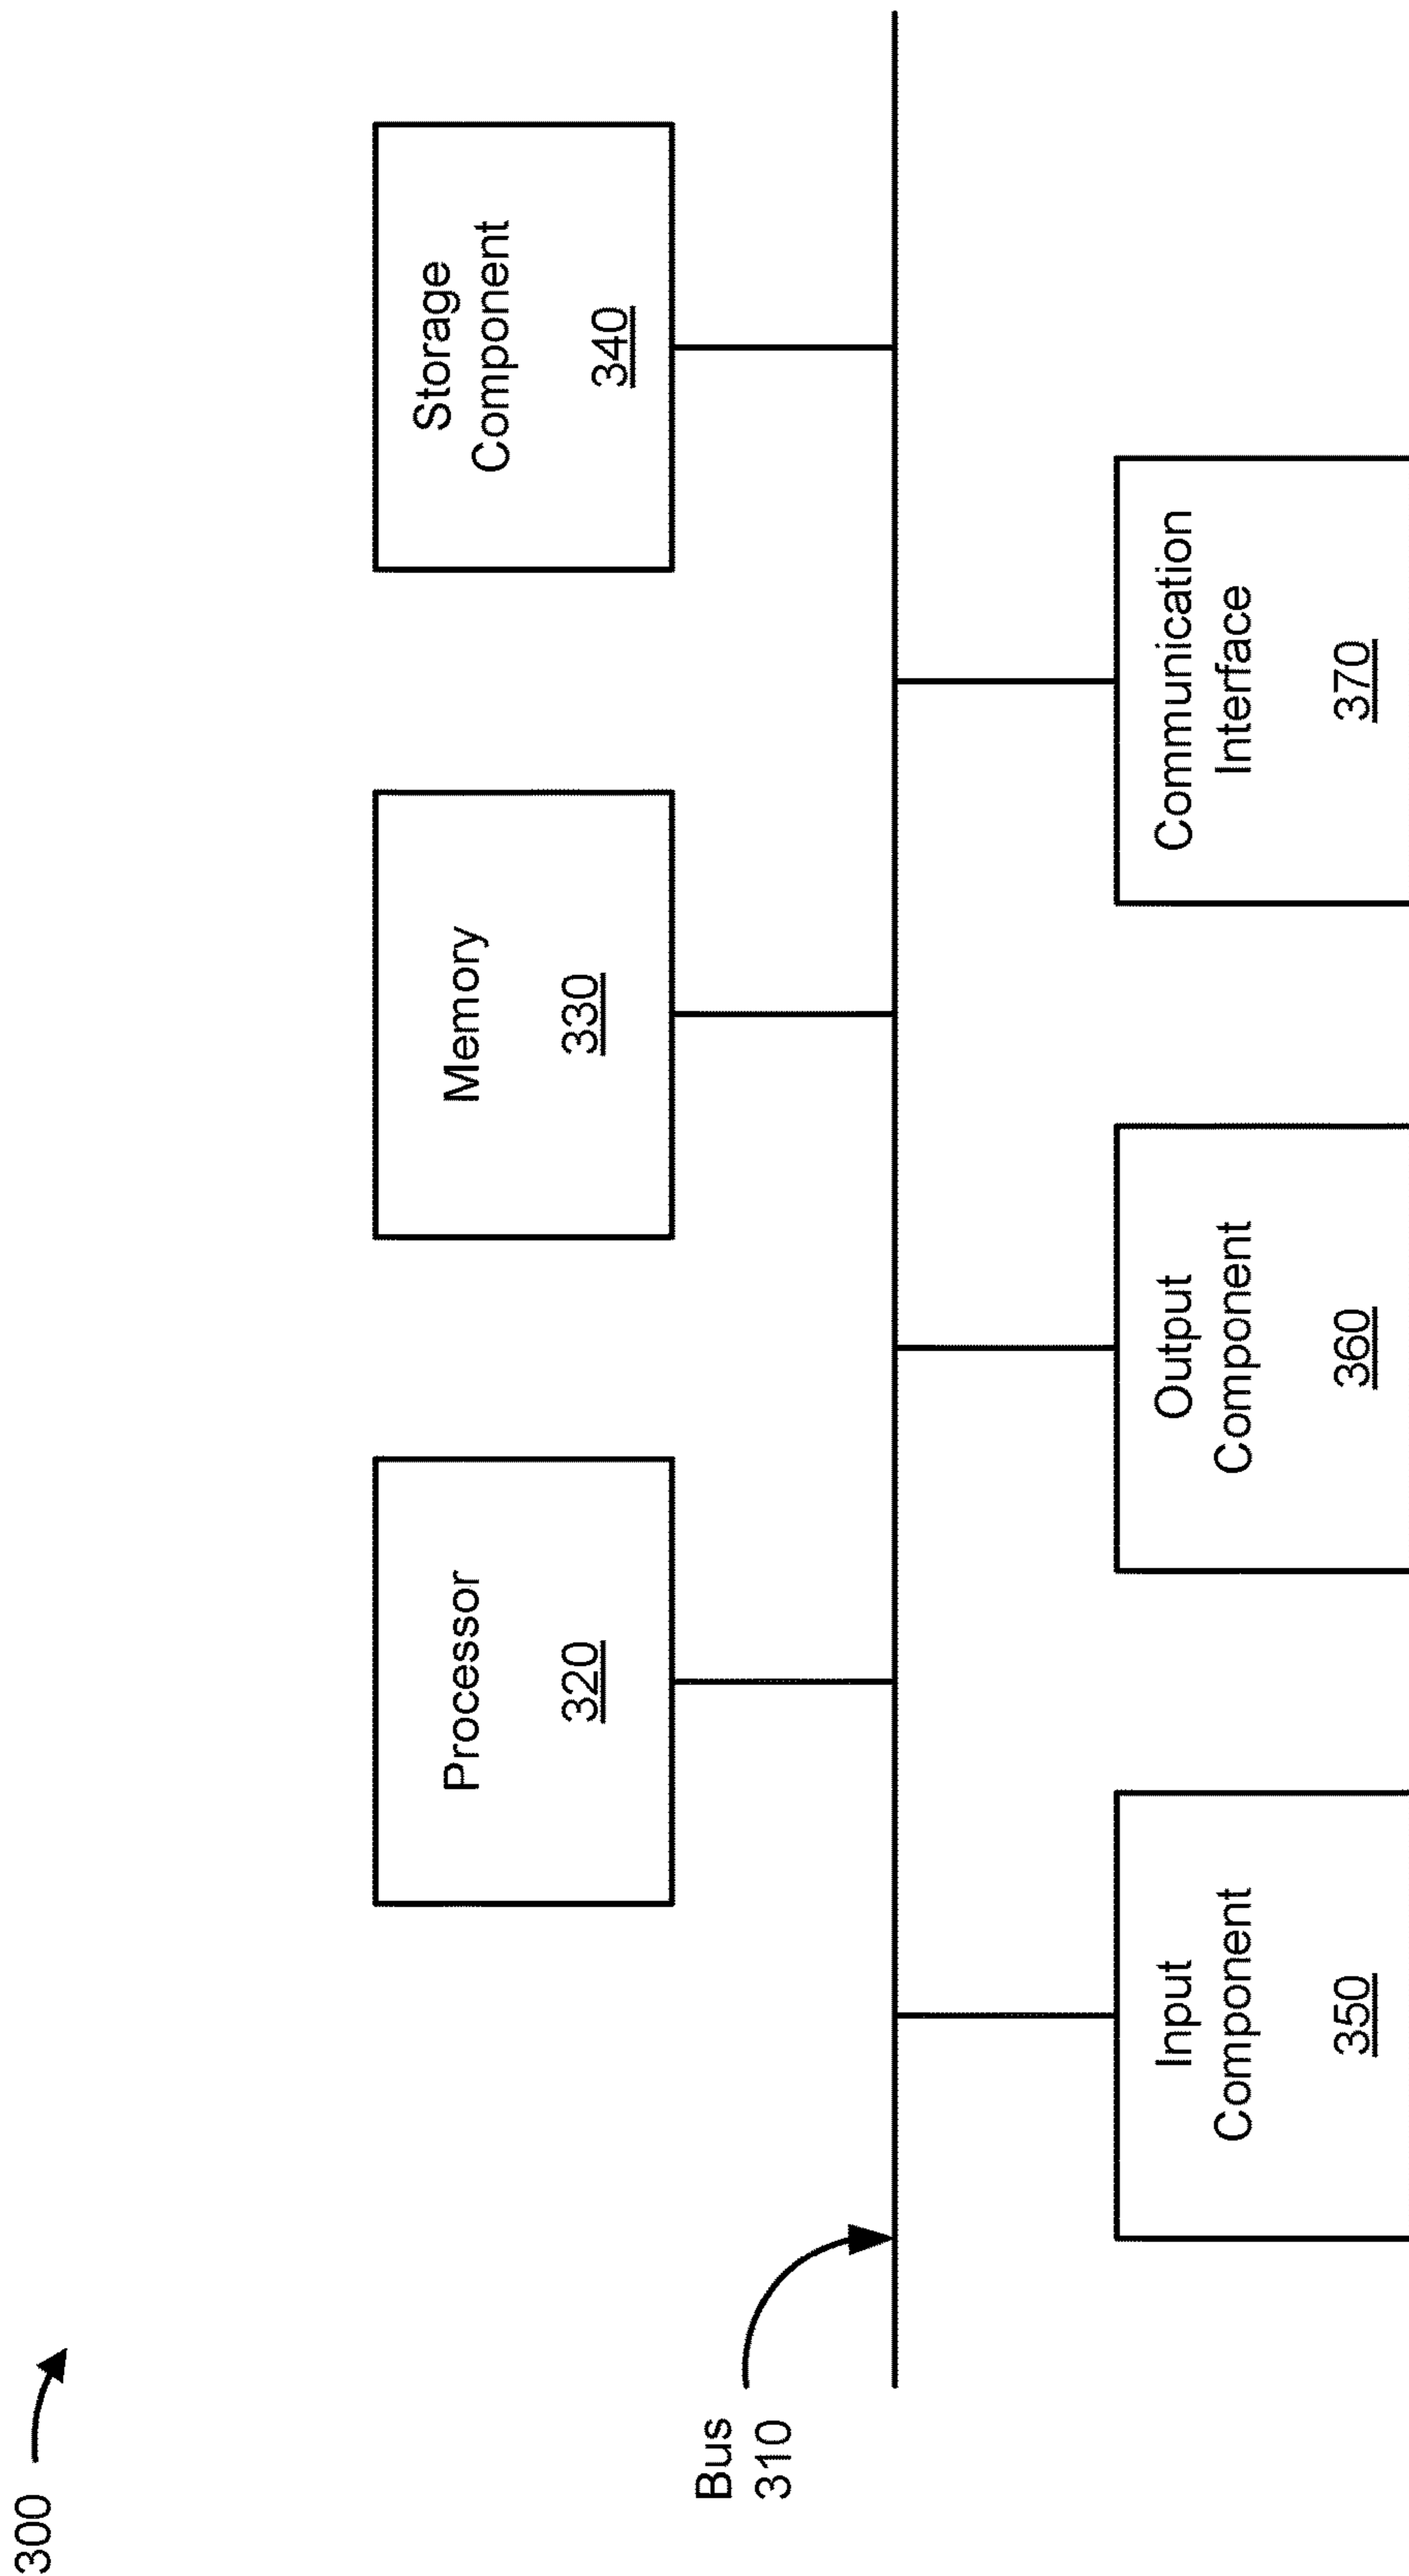 300
Bus
310
Processor
320
Memory
330
Storage
Component
340
Input
Component
350
Output
Component
360
Communication
Interface
370